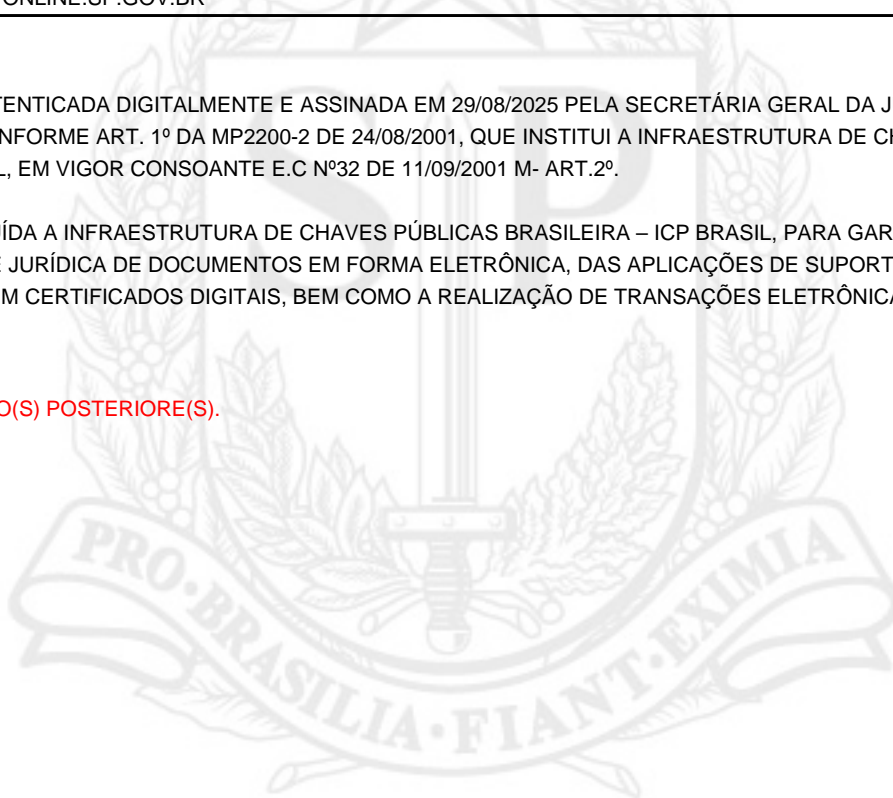 ONLINE.SP.GOV.BR
TENTICADA DIGITALMENTE E ASSINADA EM 29/08/2025 PELA SECRETÁRIA GERAL DA J
NFORME ART. 1º DA MP2200-2 DE 24/08/2001, QUE INSTITUI A INFRAESTRUTURA DE C
, EM VIGOR CONSOANTE E.C Nº32 DE 11/09/2001 M- ART.2º.
ÍDA A INFRAESTRUTURA DE CHAVES PÚBLICAS BRASILEIRA – ICP BRASIL, PARA GAR
E JURÍDICA DE DOCUMENTOS EM FORMA ELETRÔNICA, DAS APLICAÇÕES DE SUPORT
M CERTIFICADOS DIGITAIS, BEM COMO A REALIZAÇÃO DE TRANSAÇÕES ELETRÔNICA
O(S) POSTERIORE(S).
SP
PRO·BRASILIA·FIANT·EXIMIA